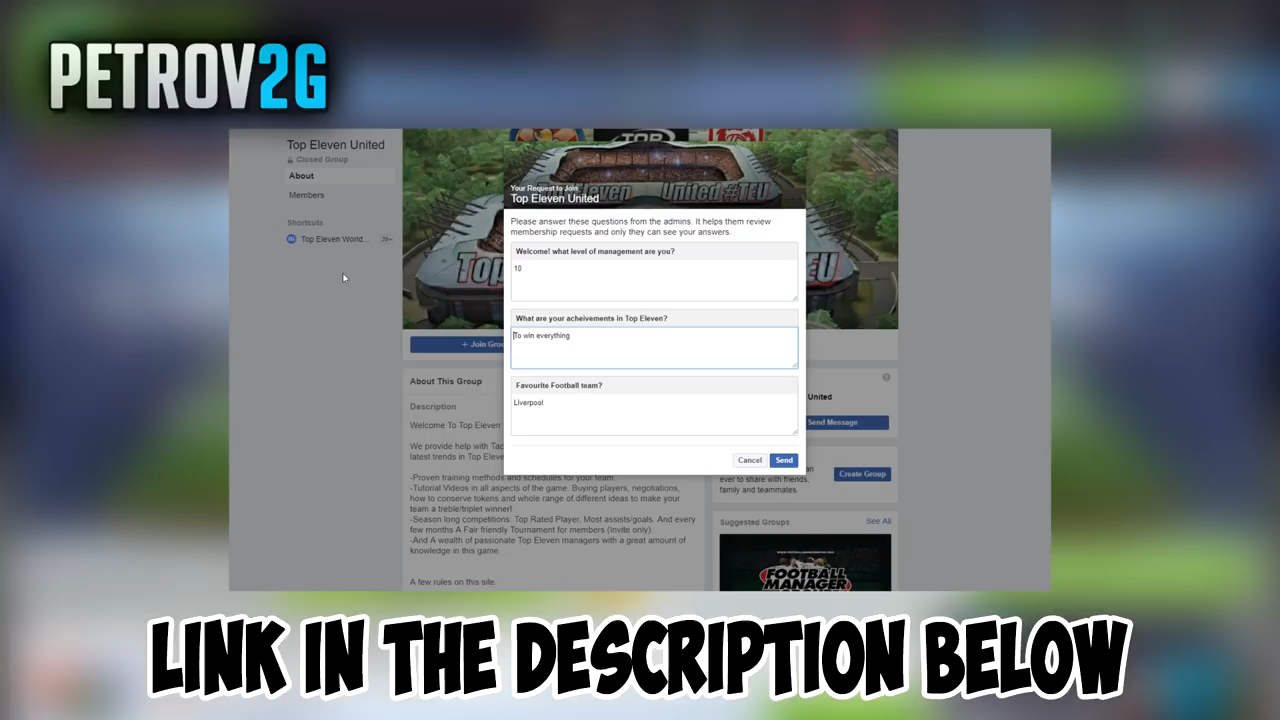 PETROV2G
Top Eleven United
Closed Group
About
Members
Shortcuts
Top Eleven World...
TOP
Your Request to Join
Top Eleven United
Please answer these questions from the admins. It helps them review
membership requests and only they can see your answers.
Welcome! what level of management are you?
10
What are your acheivements in Top Eleven?
To win everything
Favourite Football team?
Liverpool
Cancel
Send
+ Join Grou
About This Group
Description
Welcome To Top Eleven
We provide help with Tac
latest trends in Top Eleve
-Proven training methods and schedules for your team.
-Tutorial Videos in all aspects of the game. Buying players, negotiations,
how to conserve tokens and whole range of different ideas to make your
team a treble/triplet winner!
-Season long competitions: Top Rated Player, Most assists/goals. And every
few months A Fair friendly Tournament for members (Invite only).
-And A wealth of passionate Top Eleven managers with a great amount of
knowledge in this game
A few rules on this site.
United
Send Message
an
ever to share with friends,
family and teammates.
Create Group
Suggested Groups
See All
FOOTBALL
MANAGER
LINK IN THE DESCRIPTION BELOW